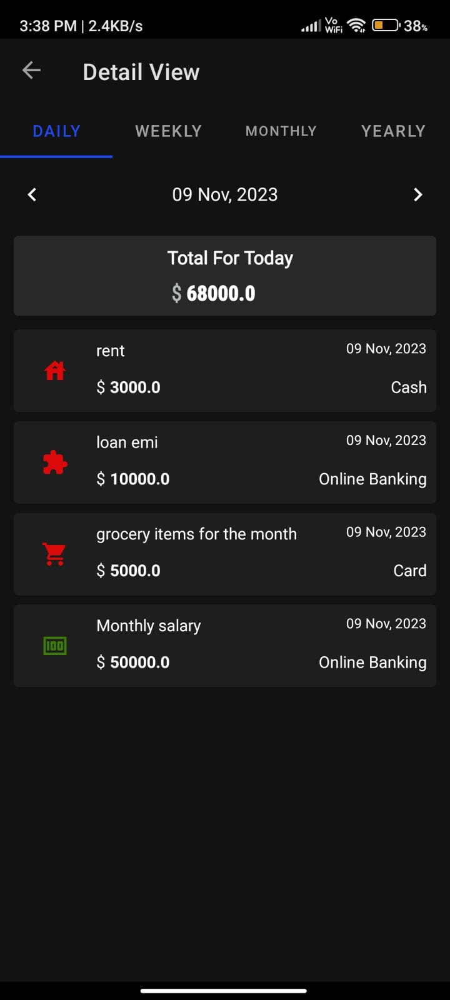 3:38 PM | 2.4KB/s Vo WiFi 38%
Detail View
DAILY WEEKLY MONTHLY YEARLY
09 Nov, 2023
Total For Today
$ 68000.0
rent 09 Nov, 2023
$ 3000.0 Cash
loan emi 09 Nov, 2023
$ 10000.0 Online Banking
grocery items for the month 09 Nov, 2023
$ 5000.0 Card
Monthly salary 09 Nov, 2023
100
$ 50000.0 Online Banking